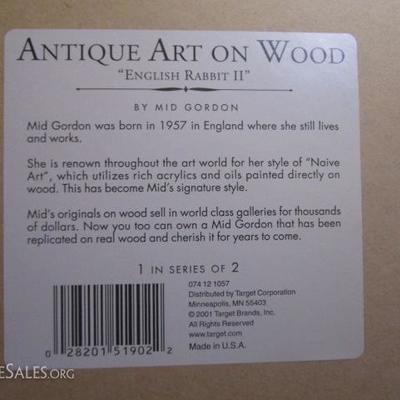 ANTIQUE ART ON WOOD
"ENGLISH RABBIT II"
BY MID GORDON
Mid Gordon was born in 1957 in England where she still lives
and works.
She is renown throughout the art world for her style of "Naive
Art", which utilizes rich acrylics and oils painted directly on
wood. This has become Mid's signature style.
Mid's originals on wood sell in world class galleries for thousands
of dollars. Now you too can own a Mid Gordon that has been
replicated on real wood and cherish it for years to come.
1 IN SERIES OF 2
074 12 1057
Distributed by Target Corporation
Minneapolis, MN 55403
© 2001 Target Brands, Inc.
All Rights Reserved
www.target.com
Made in U.S.A.
0 28201 51902 2
ESALES.ORG